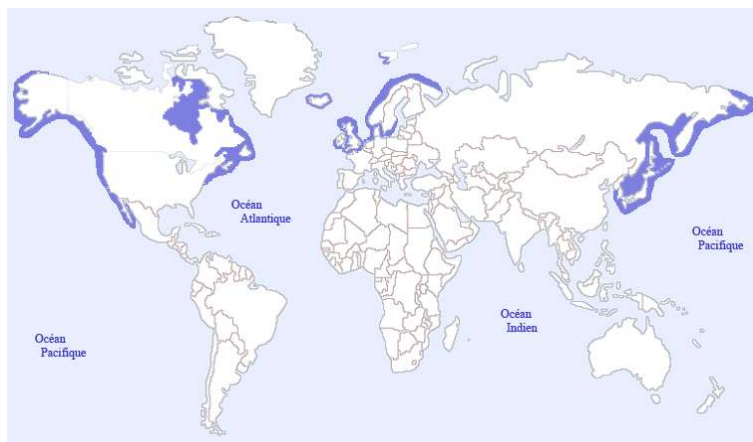 Océan
Atlantique
Océan
Pacifique
Océan
Indien
Océan
Pacifique